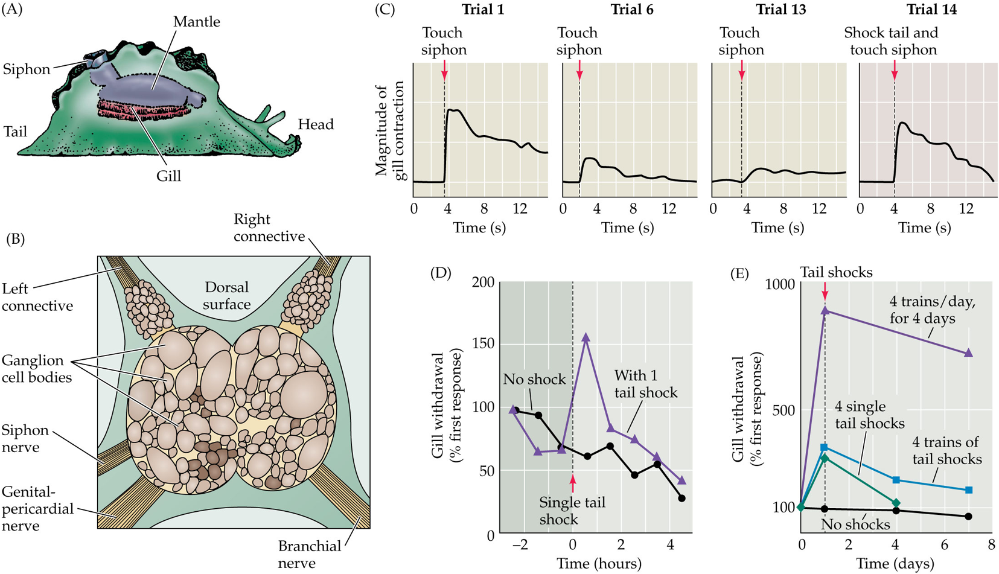 (A)
Mantle
Siphon
Tail
Head
Gill
(B)
Right
connective
Left
connective
Dorsal
surface
Ganglion
cell bodies
Siphon
nerve
Genital-
pericardial
nerve
Branchial
nerve
(C)
Trial 1
Trial 6
Trial 13
Trial 14
Touch
siphon
Touch
siphon
Touch
siphon
Shock tail and
touch siphon
Magnitude of
gill contraction
0 4 8 12
Time (s)
0 4 8 12
Time (s)
0 4 8 12
Time (s)
0 4 8 12
Time (s)
(D)
200
150
100
50
0
Gill withdrawal
(% first response)
No shock
With 1
tail shock
Single tail
shock
–2 0 2 4
Time (hours)
(E)
Tail shocks
1000
500
100
Gill withdrawal
(% first response)
4 trains/day,
for 4 days
4 single
tail shocks
4 trains of
tail shocks
No shocks
0 2 4 6 8
Time (days)